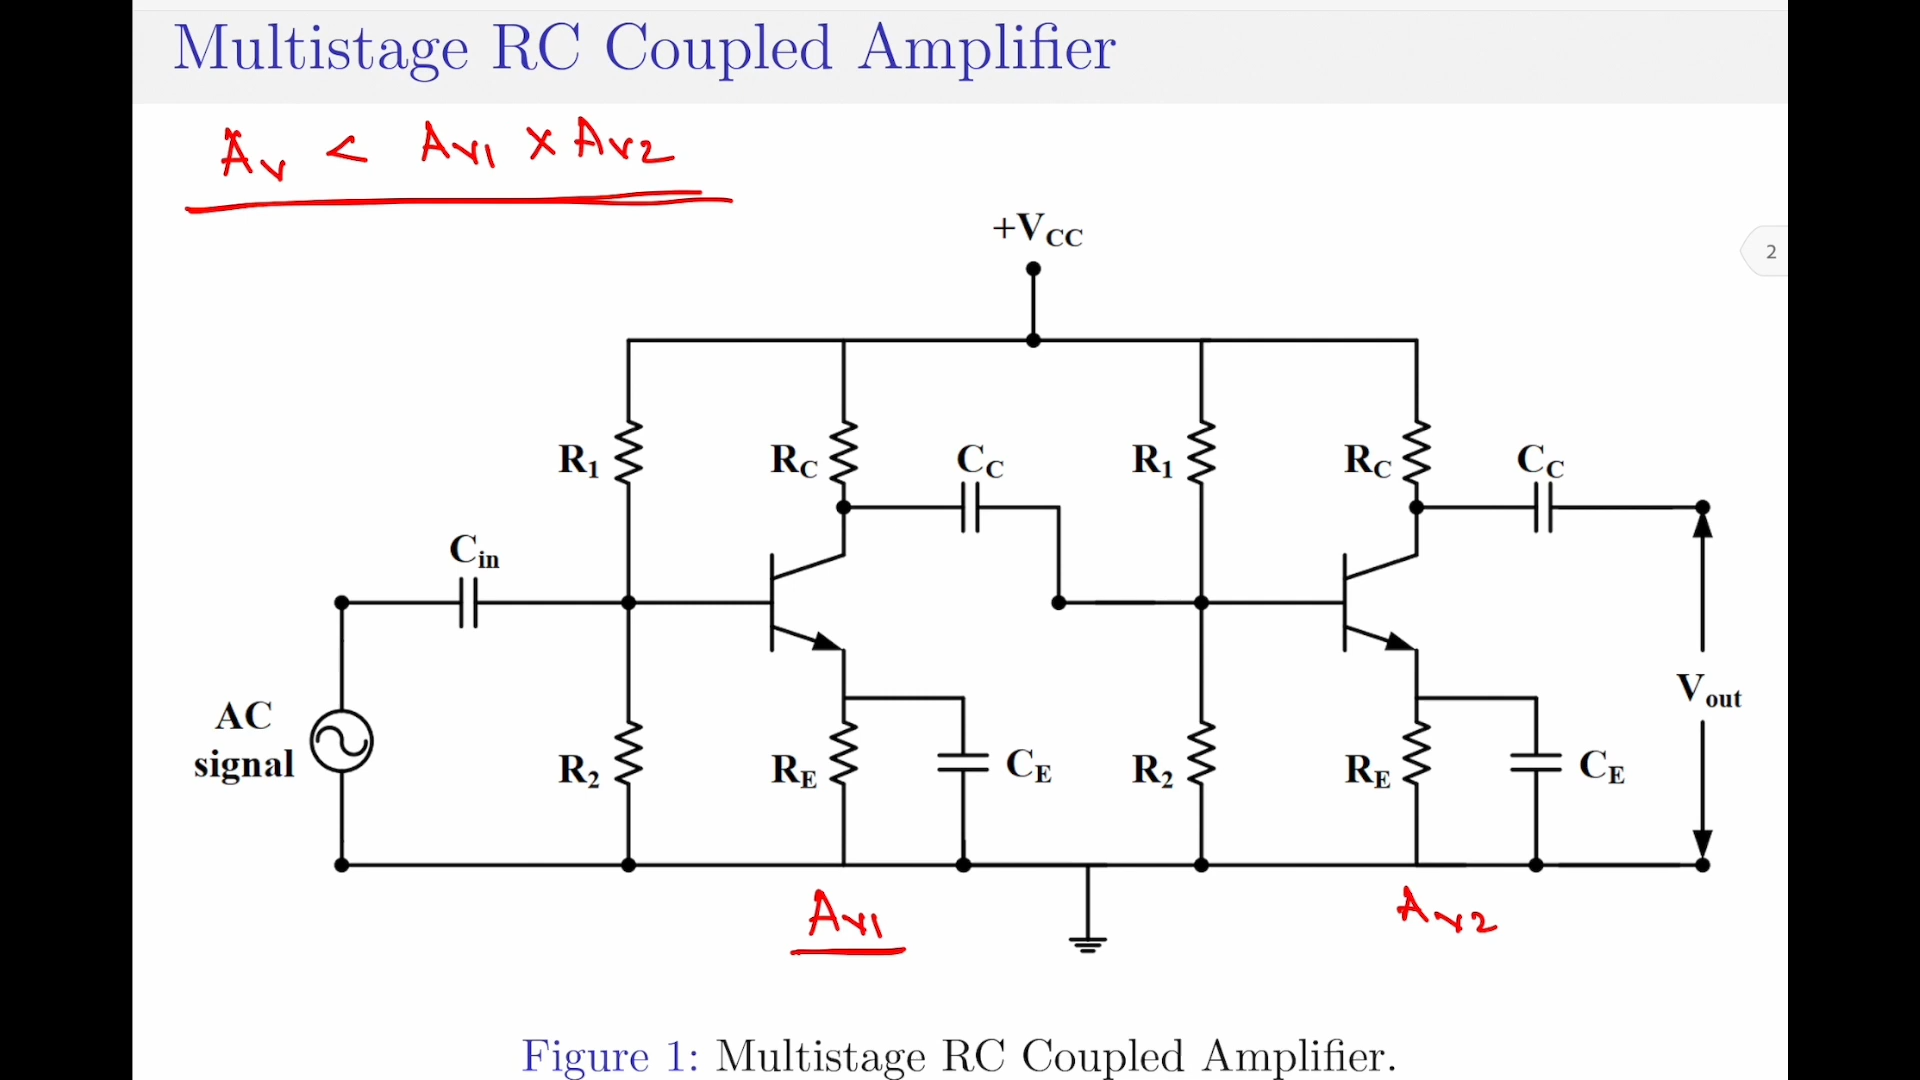 Multistage RC Coupled Amplifier
Av < Av1 × Av2
+VCC
2
R1 RC CC R1 RC CC
Cin
AC
signal
Vout
R2 RE CE R2 RE CE
Av1 Av2
Figure 1: Multistage RC Coupled Amplifier.